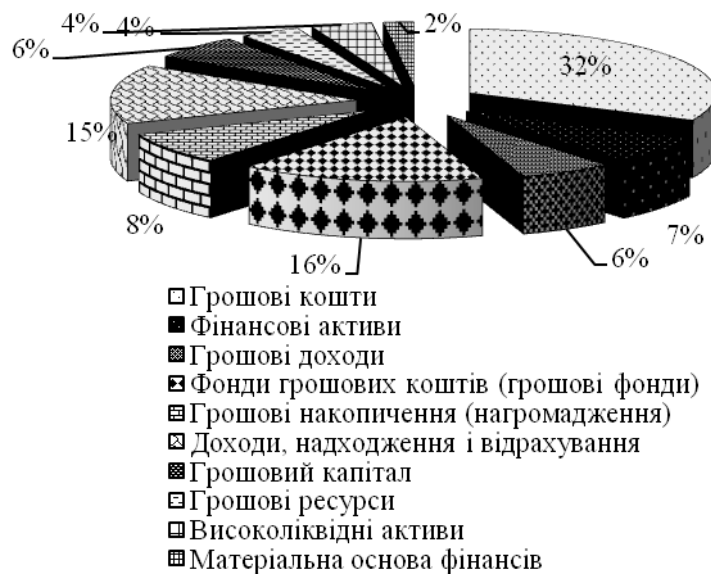 4%
4%
2%
6%
32%
15%
8%
7%
6%
16%
Грошові кошти
Фінансові активи
Грошові доходи
Фонди грошових коштів (грошові фонди)
Грошові накопичення (нагромадження)
Доходи, надходження і відрахування
Грошовий капітал
Грошові ресурси
Високоліквідні активи
Матеріальна основа фінансів